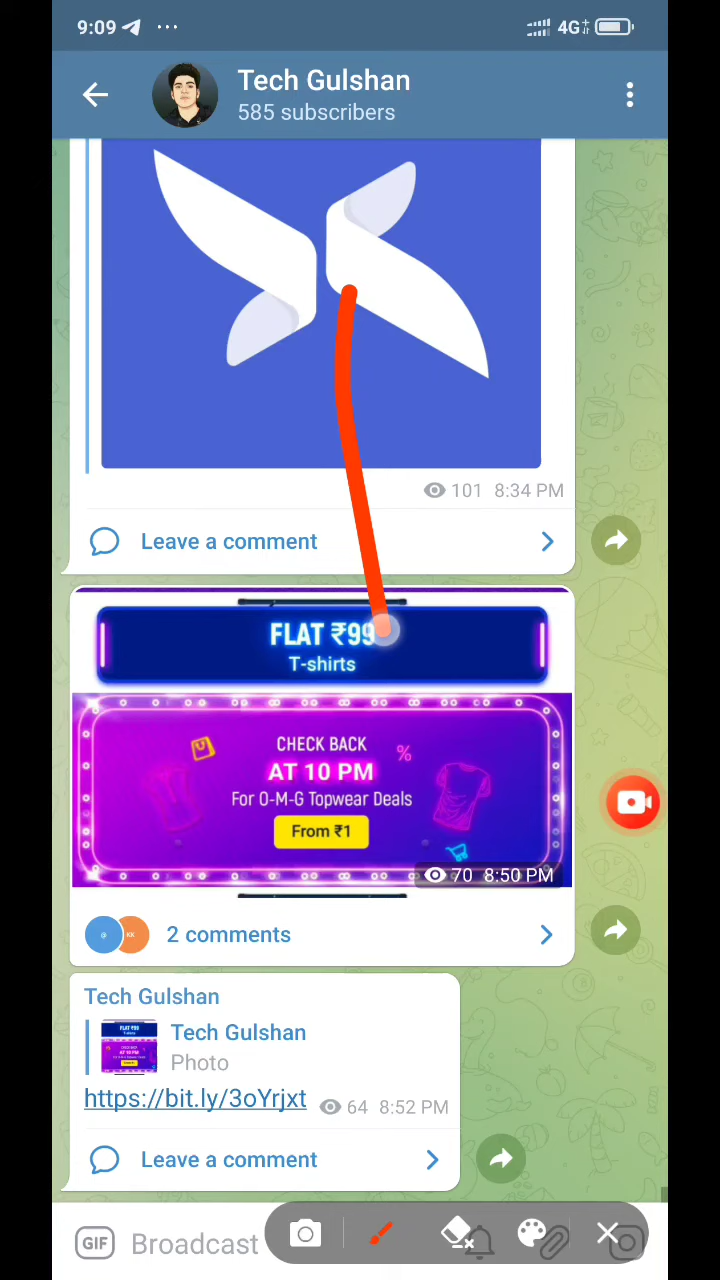 9:09
4G
Tech Gulshan
585 subscribers
101 8:34 PM
Leave a comment
FLAT ₹99
T-shirts
CHECK BACK
AT 10 PM
%
For O-M-G Topwear Deals
From ₹1
70 8:50 PM
2 comments
Tech Gulshan
Tech Gulshan
Photo
https://bit.ly/3oYrjxt 64 8:52 PM
Leave a comment
GIF Broadcast